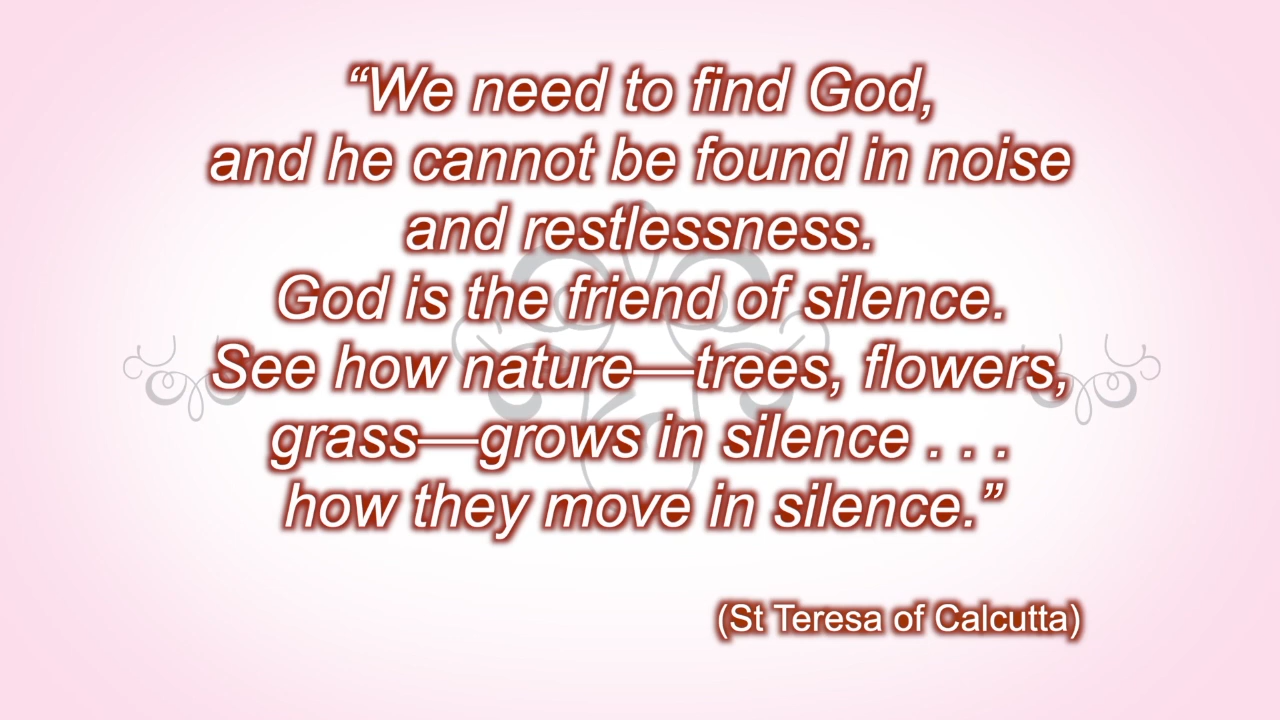 “We need to find God,
and he cannot be found in noise
and restlessness.
God is the friend of silence.
See how nature—trees, flowers,
grass—grows in silence . . .
how they move in silence.”
(St Teresa of Calcutta)